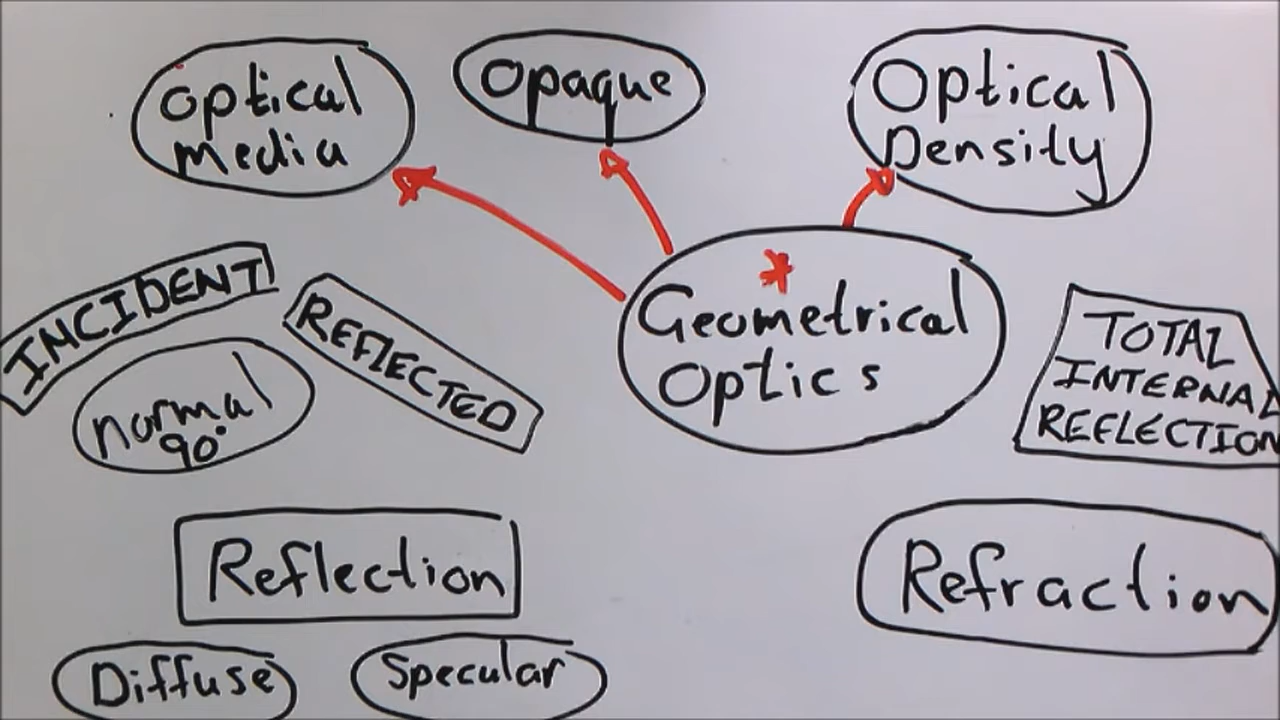 optical
media
opaque
Optical
Density
INCIDENT
REFLECTED
normal
90°
*
Geometrical
Optics
TOTAL
INTERNAL
REFLECTION
Reflection
Refraction
Diffuse
Specular